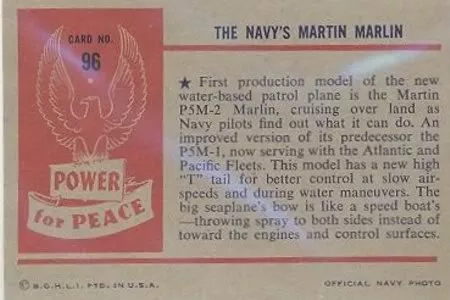 CARD NO.
96
POWER
for PEACE
THE NAVY'S MARTIN MARLIN
★ First production model of the new
water-based patrol plane is the Martin
P5M-2 Marlin, cruising over land as
Navy pilots find out what it can do. An
improved version of its predecessor the
P5M-1, now serving with the Atlantic and
Pacific Fleets. This model has a new high
"T" tail for better control at slow air-
speeds and during water maneuvers. The
big seaplane's bow is like a speed boat's
—throwing spray to both sides instead of
toward the engines and control surfaces.
© B.G.H.L.I. PTD. IN U.S.A.
OFFICIAL NAVY PHOTO